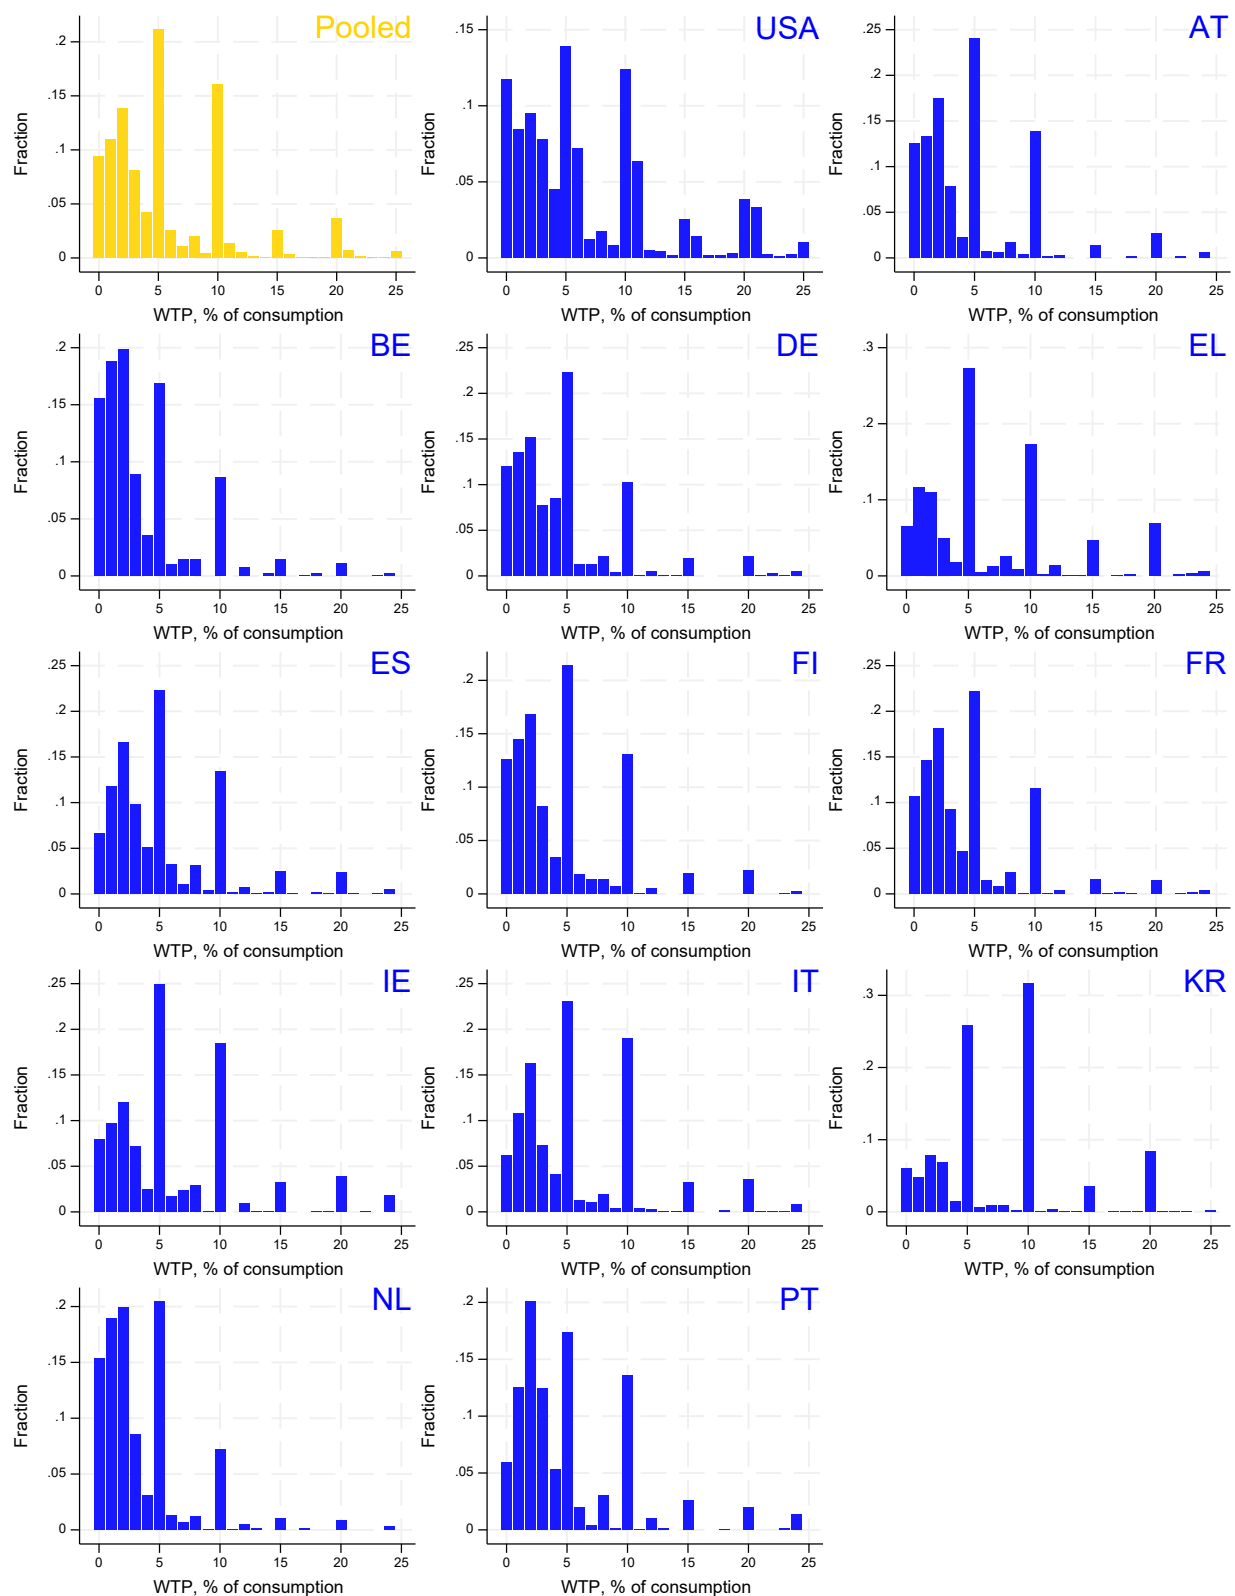 Pooled
Fraction
.2
.15
.1
.05
0
0 5 10 15 20 25
WTP, % of consumption
USA
Fraction
.15
.1
.05
0
0 5 10 15 20 25
WTP, % of consumption
AT
Fraction
.25
.2
.15
.1
.05
0
0 5 10 15 20 25
WTP, % of consumption
BE
Fraction
.2
.15
.1
.05
0
0 5 10 15 20 25
WTP, % of consumption
DE
Fraction
.25
.2
.15
.1
.05
0
0 5 10 15 20 25
WTP, % of consumption
EL
Fraction
.3
.2
.1
0
0 5 10 15 20 25
WTP, % of consumption
ES
Fraction
.25
.2
.15
.1
.05
0
0 5 10 15 20 25
WTP, % of consumption
FI
Fraction
.2
.15
.1
.05
0
0 5 10 15 20 25
WTP, % of consumption
FR
Fraction
.25
.2
.15
.1
.05
0
0 5 10 15 20 25
WTP, % of consumption
IE
Fraction
.25
.2
.15
.1
.05
0
0 5 10 15 20 25
WTP, % of consumption
IT
Fraction
.25
.2
.15
.1
.05
0
0 5 10 15 20 25
WTP, % of consumption
KR
Fraction
.3
.2
.1
0
0 5 10 15 20 25
WTP, % of consumption
NL
Fraction
.2
.15
.1
.05
0
0 5 10 15 20 25
WTP, % of consumption
PT
Fraction
.2
.15
.1
.05
0
0 5 10 15 20 25
WTP, % of consumption